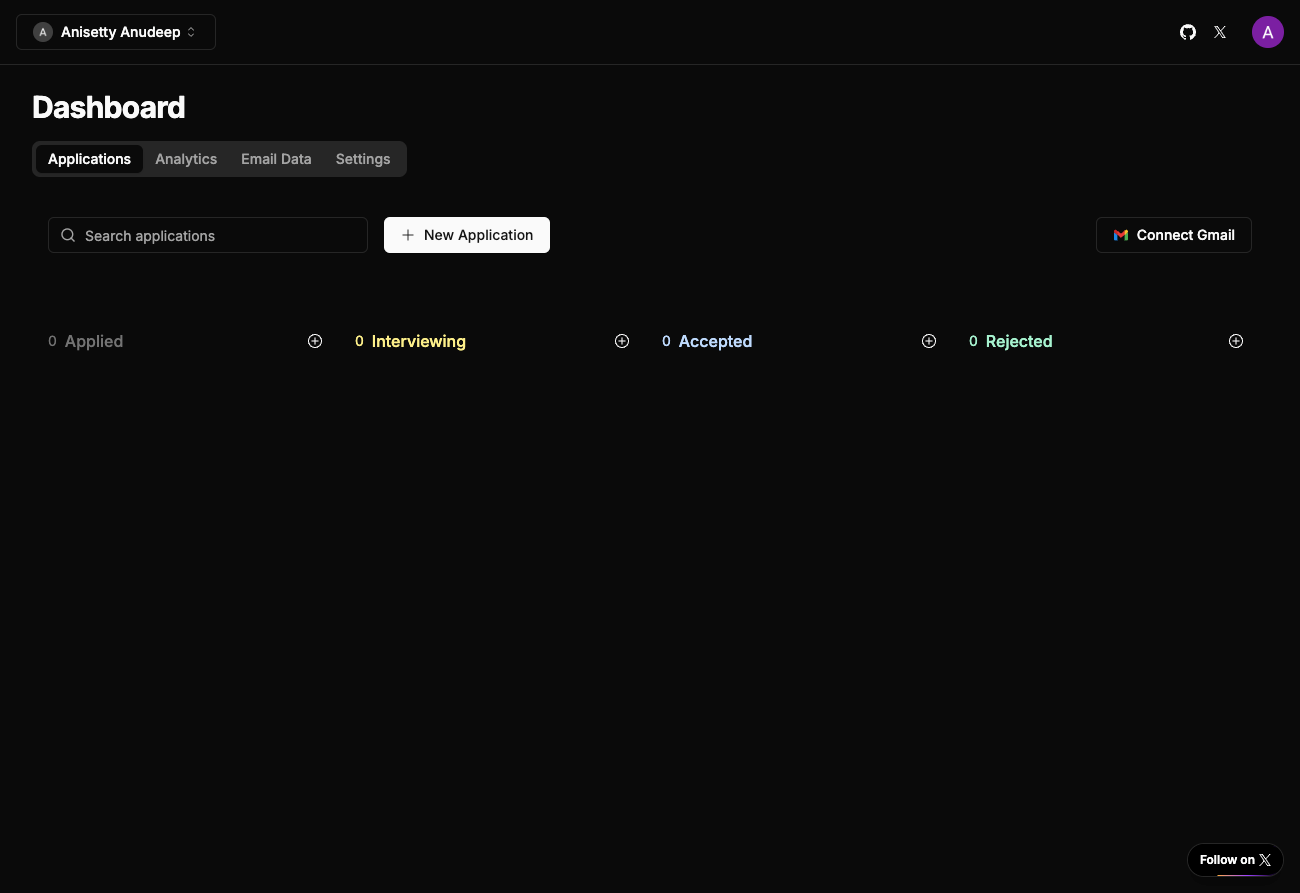 A Anisetty Anudeep
A
Dashboard
Applications Analytics Email Data Settings
Search applications
New Application
Connect Gmail
0 Applied
0 Interviewing
0 Accepted
0 Rejected
Follow on X